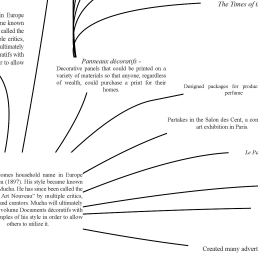 n Europe
e known
called the
le critics,
ultimately
ratifs with
r to allow
The Times of t
Panneaux décoratifs -
Decorative panels that could be printed on a
variety of materials so that anyone, regardless
of wealth, could purchase a print for their
homes.
Designed packages for produc
perfume
Partakes in the Salon des Cent, a con
art exhibition in Paris
Le Pa
comes household name in Europe
a (1897). His style became known
Mucha. He has since been called the
Art Nouveau" by multiple critics,
and curators. Mucha will ultimately
volume Documents décoratifs with
mples of his style in order to allow
others to utilize it.
Created many advert